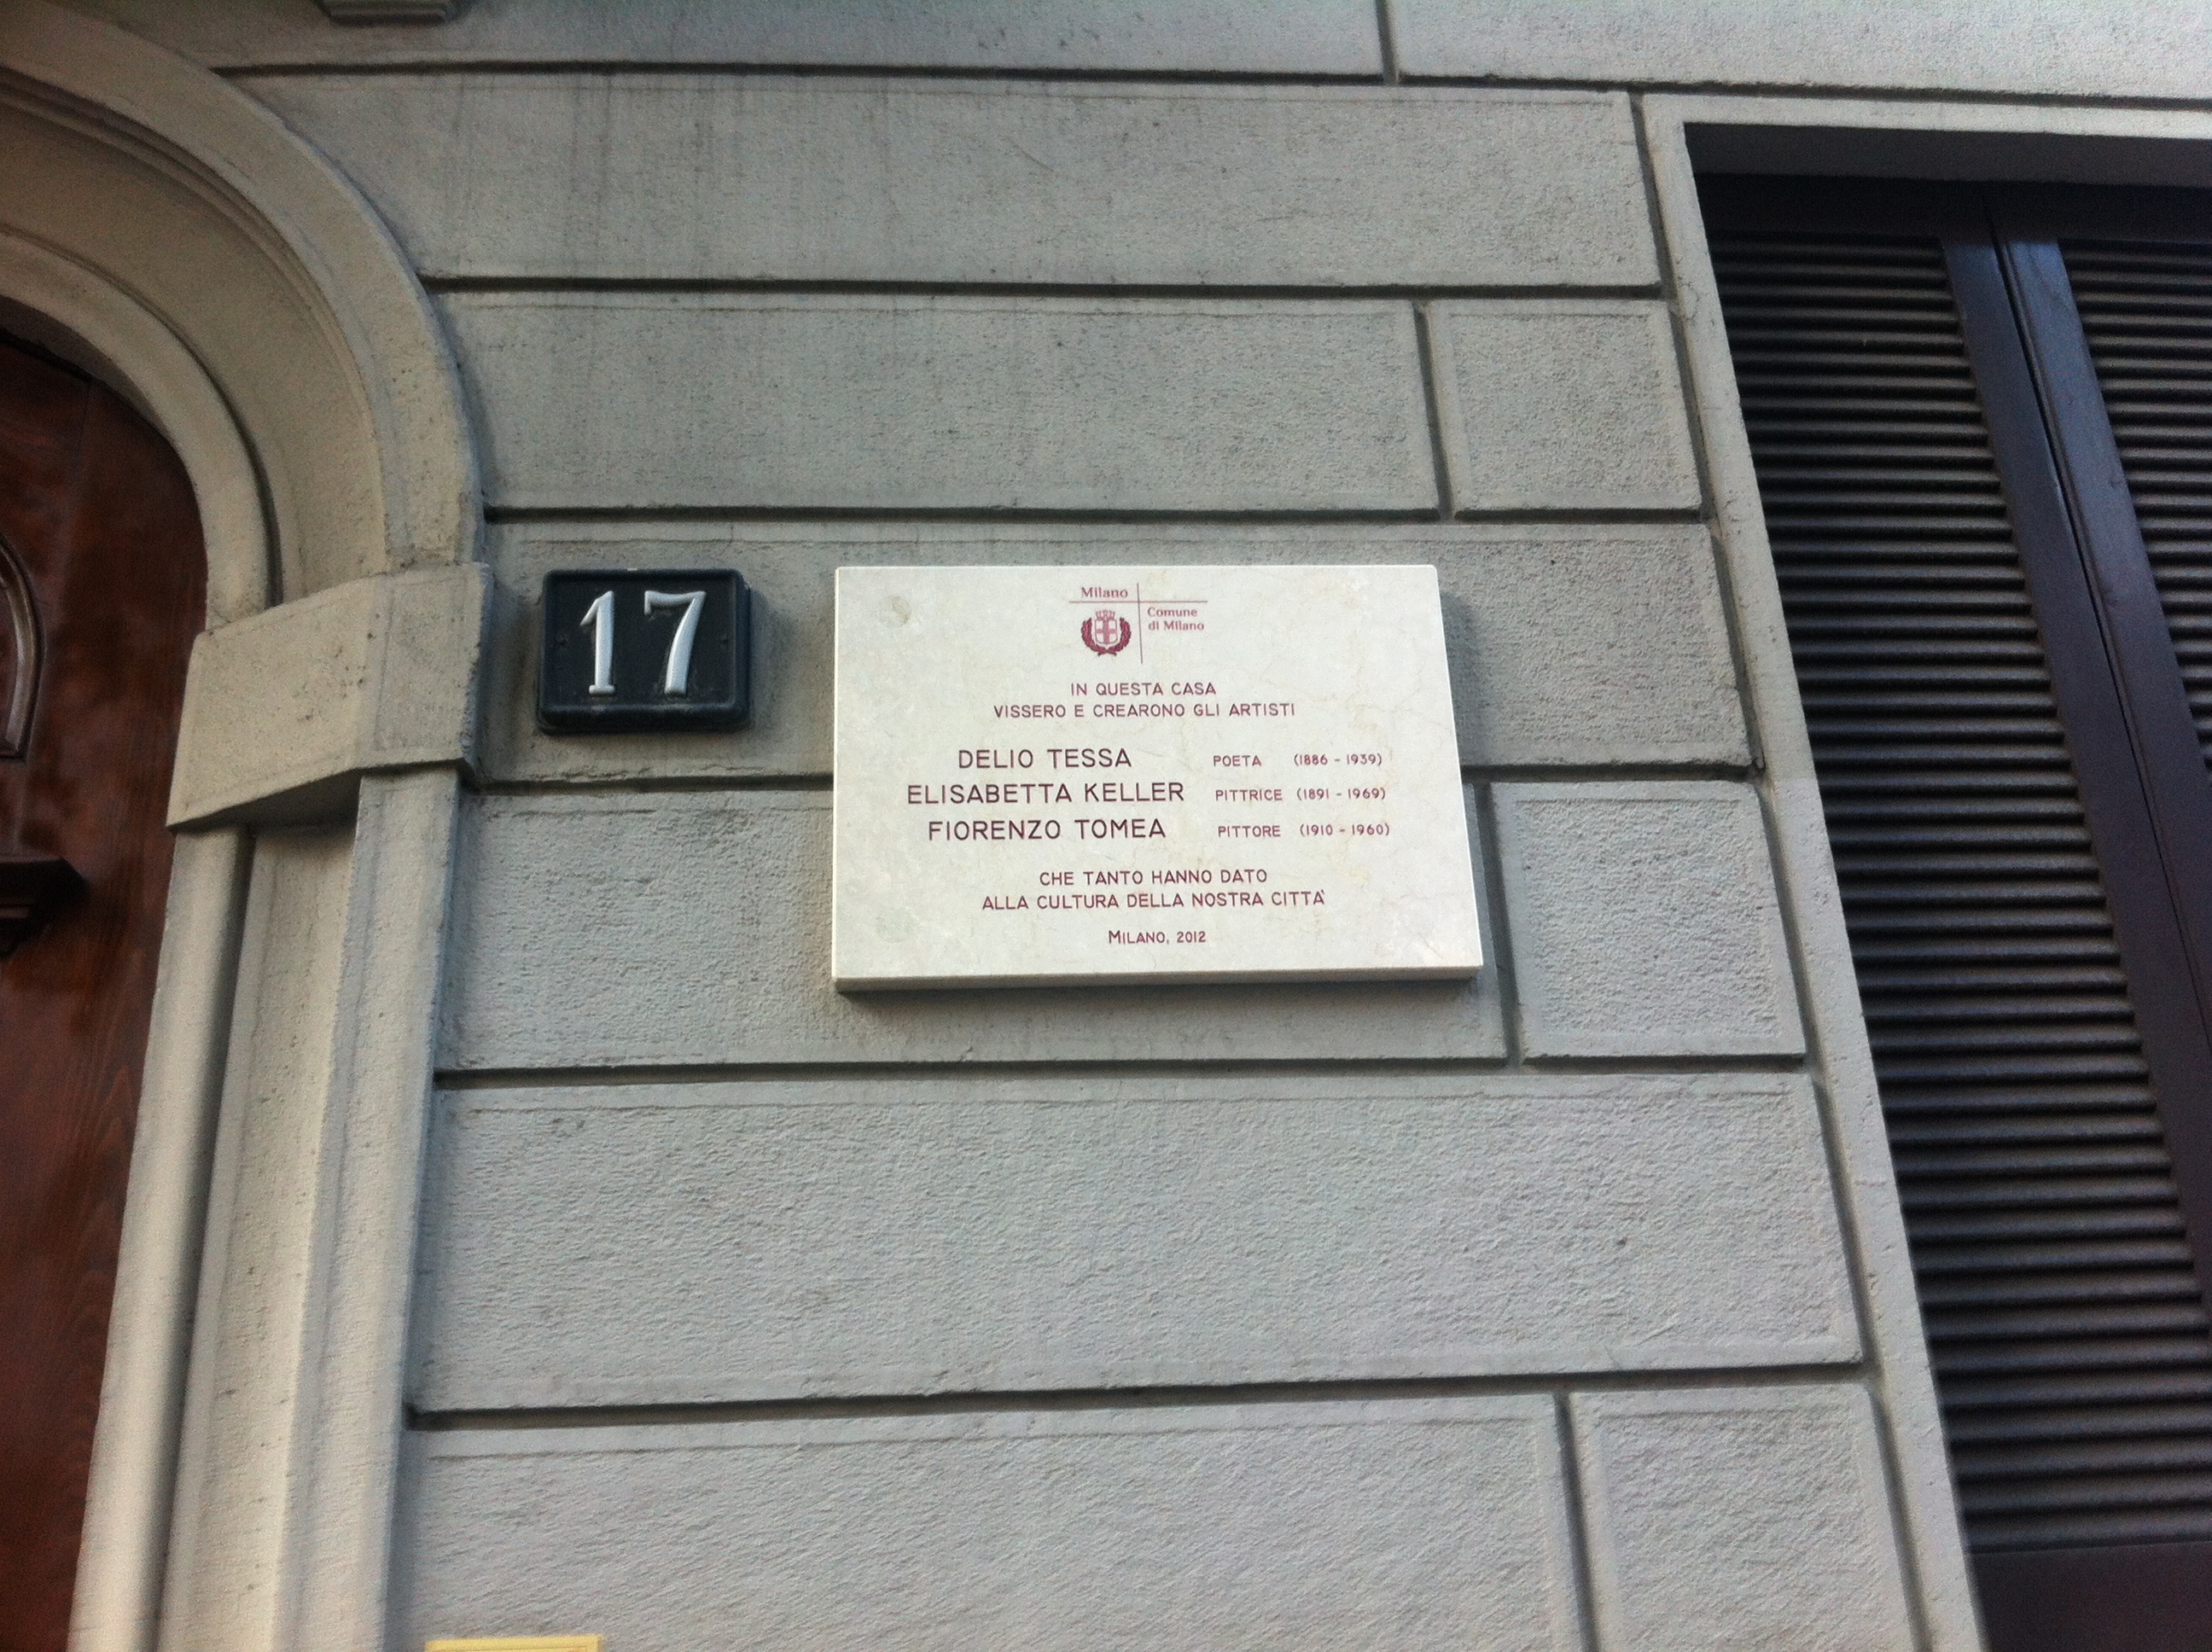 17
Milano
Comune
di Milano
IN QUESTA CASA
VISSERO E CREARONO GLI ARTISTI
DELIO TESSA POETA (1886 - 1939)
ELISABETTA KELLER PITTRICE (1891 - 1969)
FIORENZO TOMEA PITTORE (1910 - 1960)
CHE TANTO HANNO DATO
ALLA CULTURA DELLA NOSTRA CITTÀ
MILANO, 2012